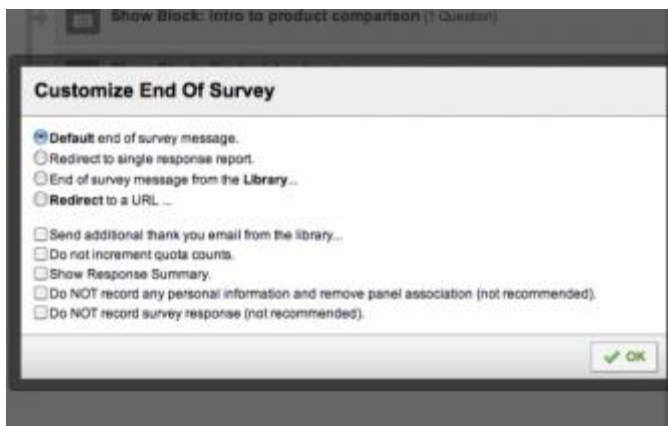 Show Block: Intro to product comparison (1 Question)
Customize End Of Survey
Default end of survey message.
Redirect to single response report.
End of survey message from the Library...
Redirect to a URL ...
Send additional thank you email from the library...
Do not increment quota counts.
Show Response Summary.
Do NOT record any personal information and remove panel association (not recommended).
Do NOT record survey response (not recommended).
OK